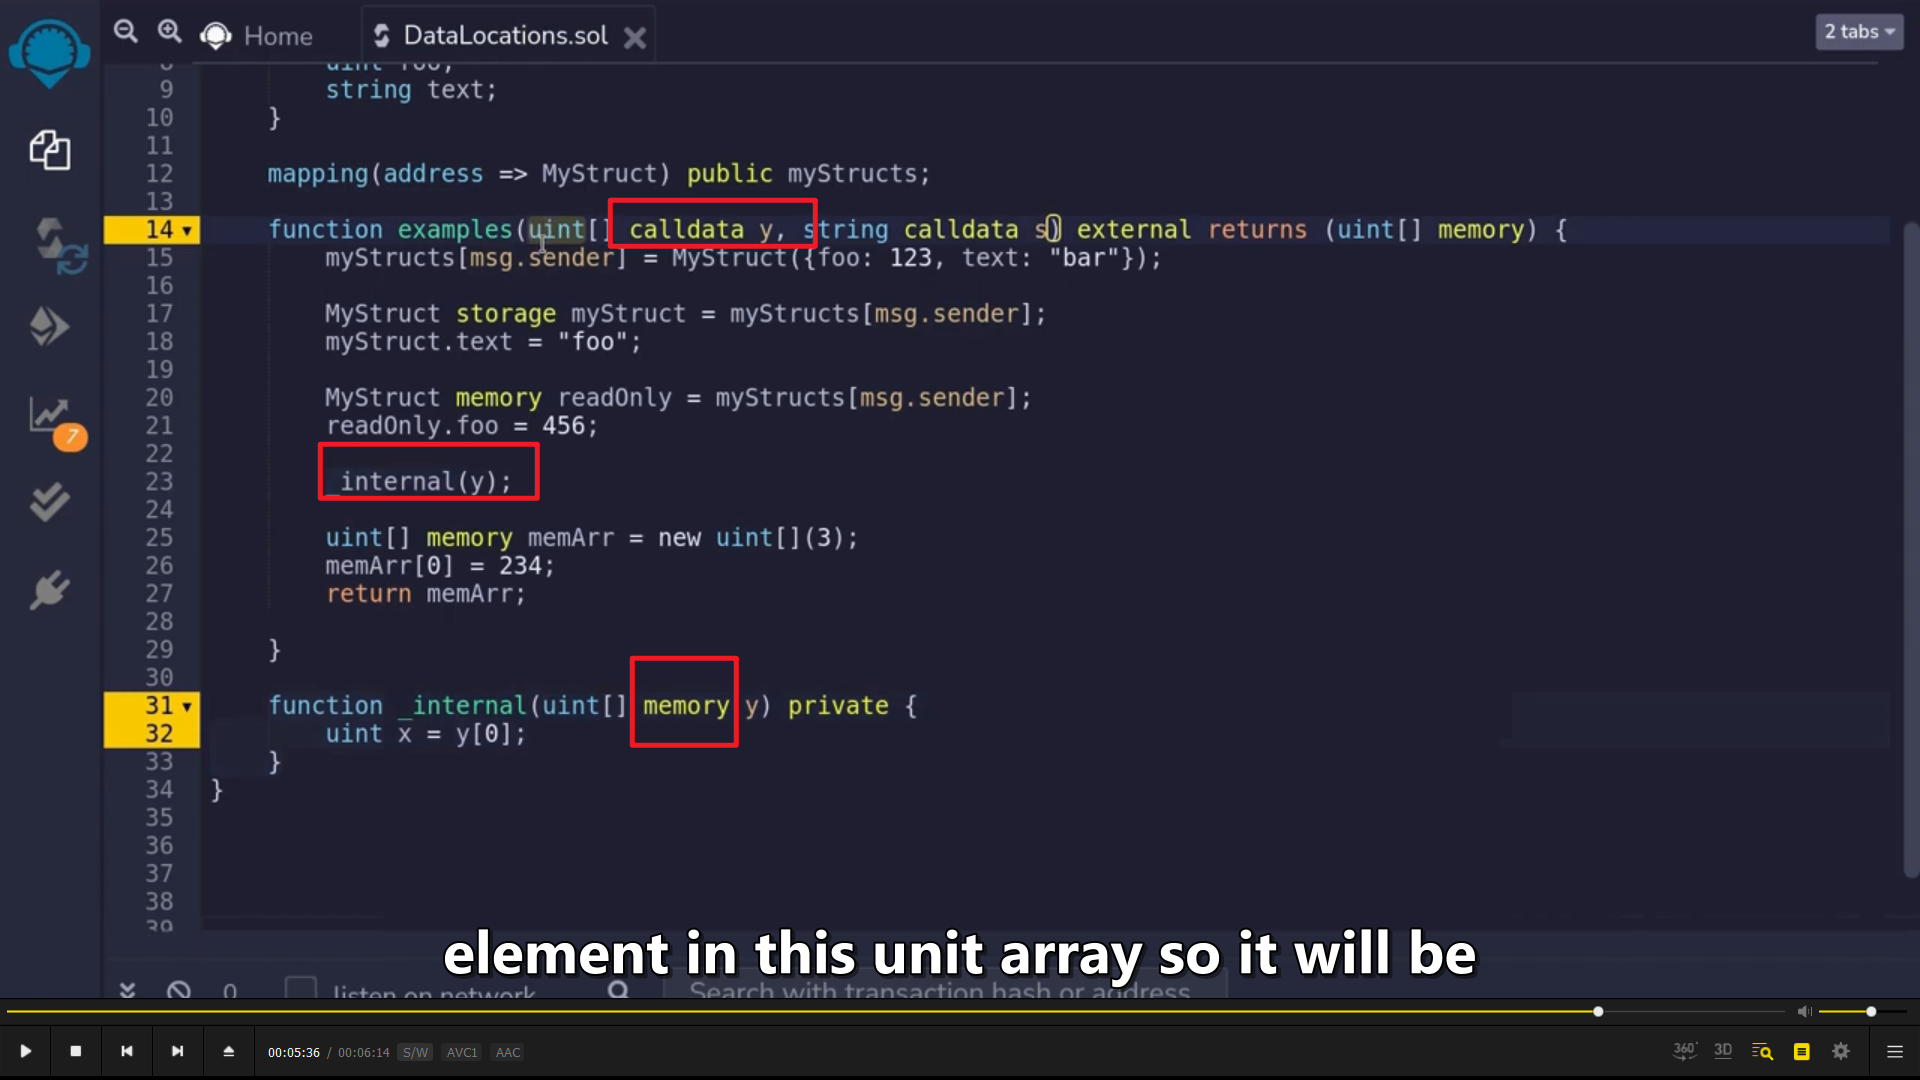 Home DataLocations.sol 2 tabs
8 uint foo;
9 string text;
10 }
11
12 mapping(address => MyStruct) public myStructs;
13
14 function examples(uint[] calldata y, string calldata s) external returns (uint[] memory) {
15 myStructs[msg.sender] = MyStruct({foo: 123, text: "bar"});
16
17 MyStruct storage myStruct = myStructs[msg.sender];
18 myStruct.text = "foo";
19
20 MyStruct memory readOnly = myStructs[msg.sender];
21 readOnly.foo = 456;
22
23 _internal(y);
24
25 uint[] memory memArr = new uint[](3);
26 memArr[0] = 234;
27 return memArr;
28
29 }
30
31 function _internal(uint[] memory y) private {
32 uint x = y[0];
33 }
34 }
35
36
37
38
39
7
element in this unit array so it will be
0 listen on network Search with transaction hash or address
00:05:36 / 00:06:14 S/W AVC1 AAC 360° 3D